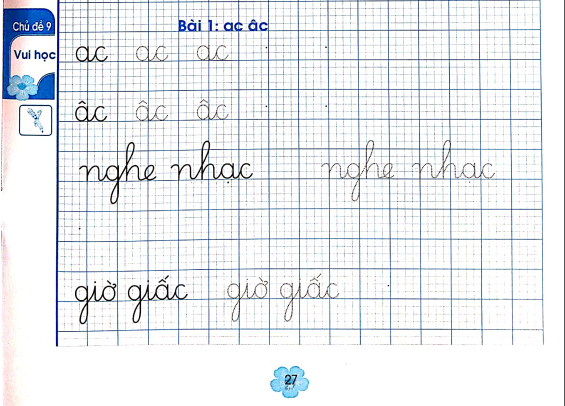 Chủ đề 9
Vui học
Bài 1: ac âc
ac ac ac
âc âc âc
nghe nhạc nghe nhạc
giờ giấc giờ giấc
27